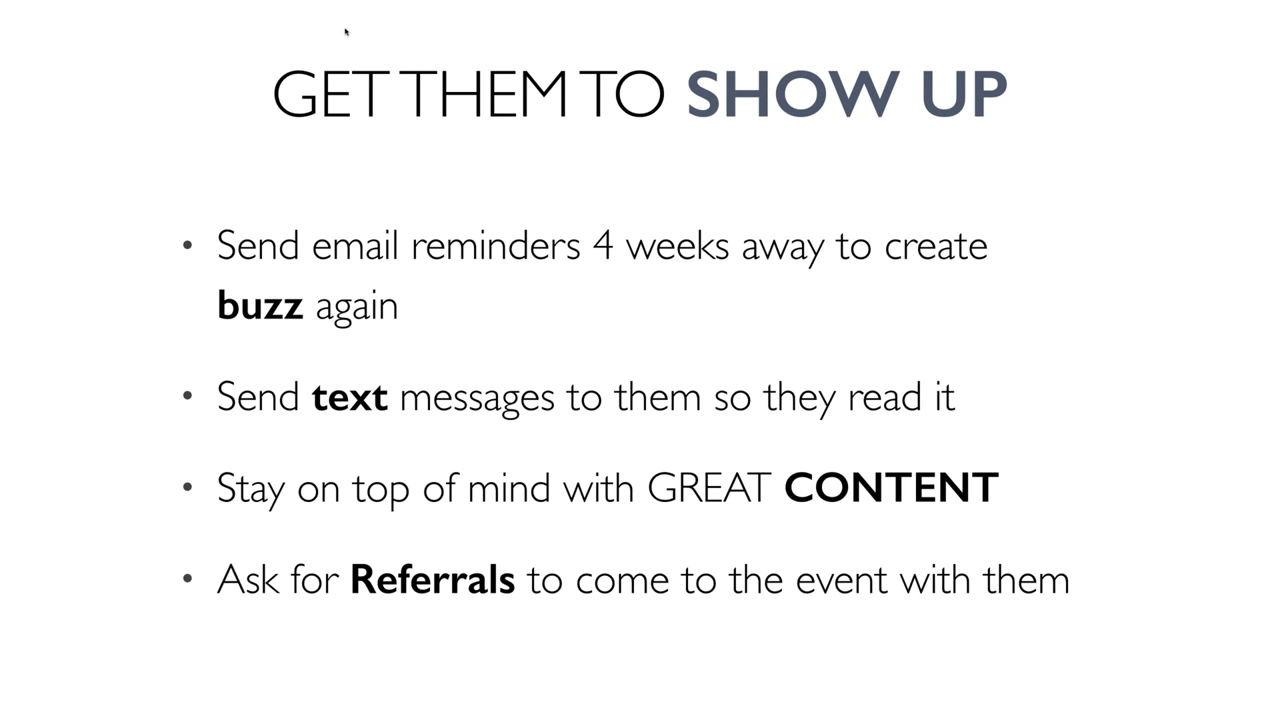 GET THEM TO SHOW UP
• Send email reminders 4 weeks away to create
buzz again
• Send text messages to them so they read it
• Stay on top of mind with GREAT CONTENT
• Ask for Referrals to come to the event with them